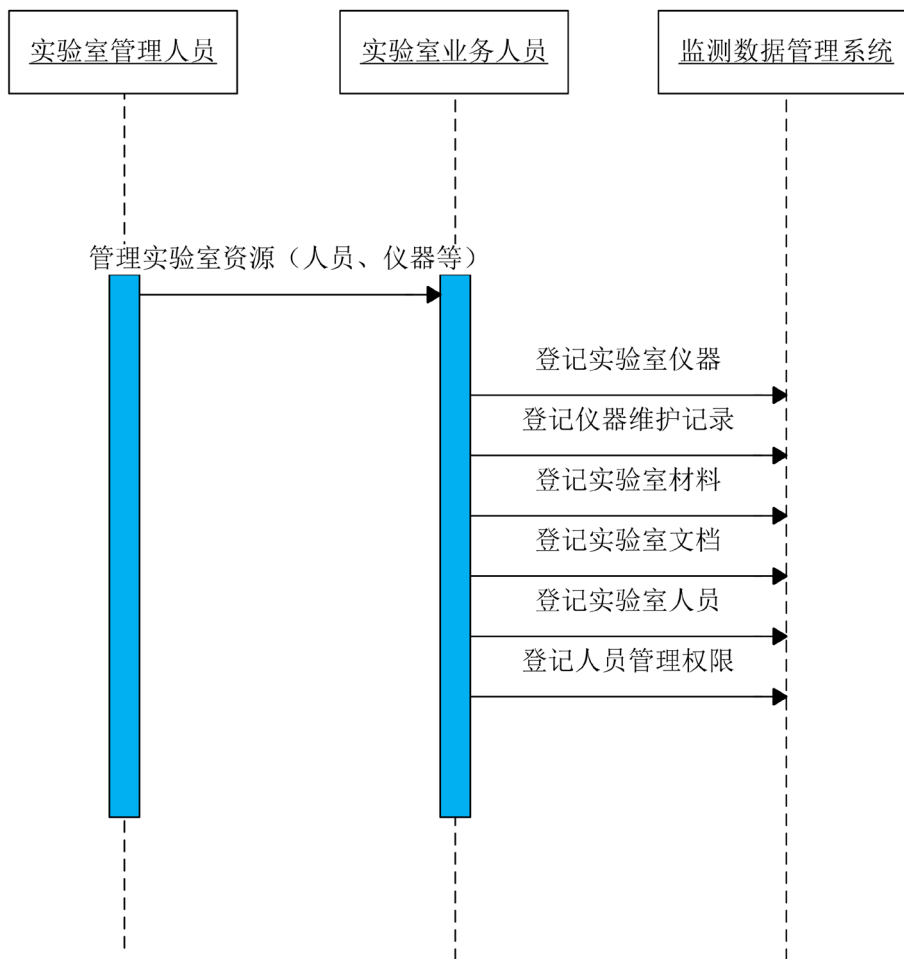 实验室管理人员
实验室业务人员
监测数据管理系统
管理实验室资源（人员、仪器等）
登记实验室仪器
登记仪器维护记录
登记实验室材料
登记实验室文档
登记实验室人员
登记人员管理权限